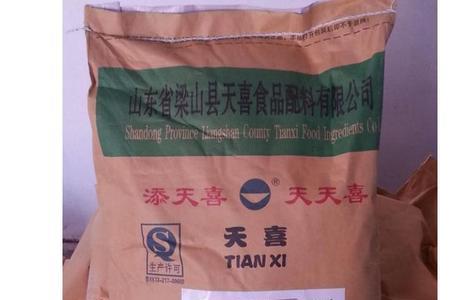 山东省梁山县天喜食品配料有限公司
Shandong Province Liangshan County Tianxi Food Ingredients Co
添天喜 ® 天天喜
天喜
TIAN XI
QS
生产许可